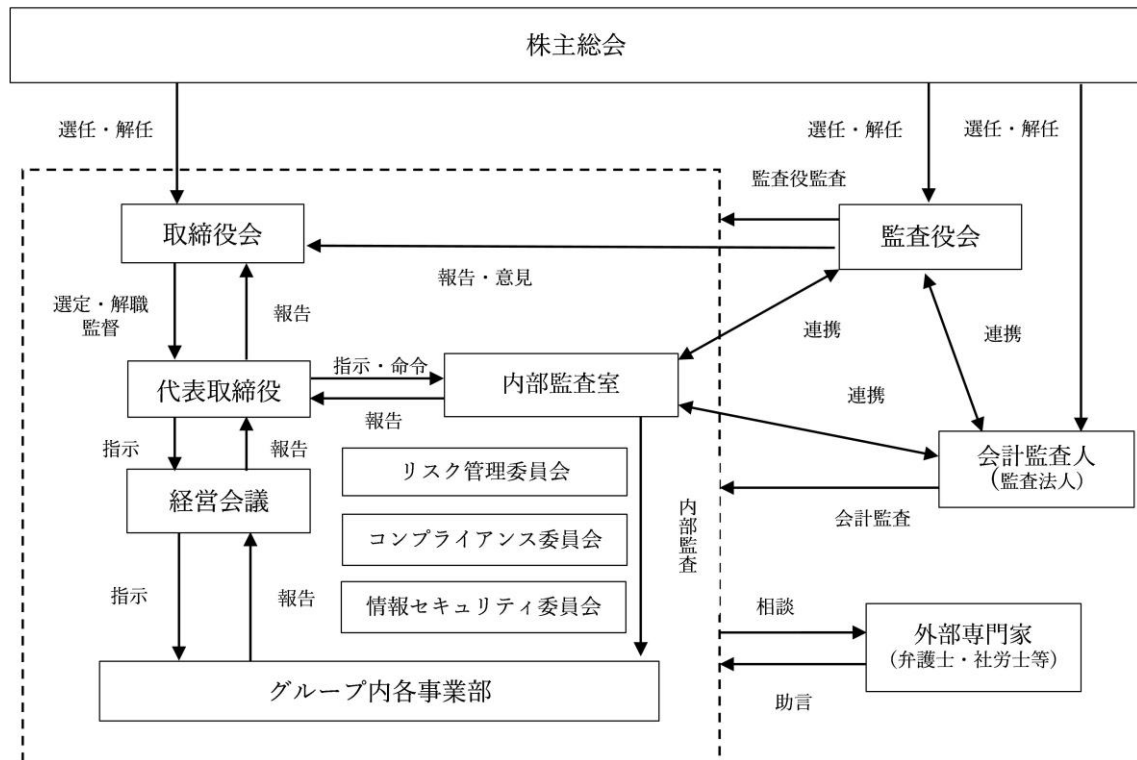 株主総会
選任・解任
選任・解任
選任・解任
監査役監査
取締役会
監査役会
報告・意見
選定・解職
監督
報告
連携
連携
指示・命令
代表取締役
内部監査室
報告
連携
指示
報告
リスク管理委員会
会計監査人
(監査法人)
経営会議
内部監査
会計監査
コンプライアンス委員会
指示
報告
情報セキュリティ委員会
相談
外部専門家
(弁護士・社労士等)
グループ内各事業部
助言